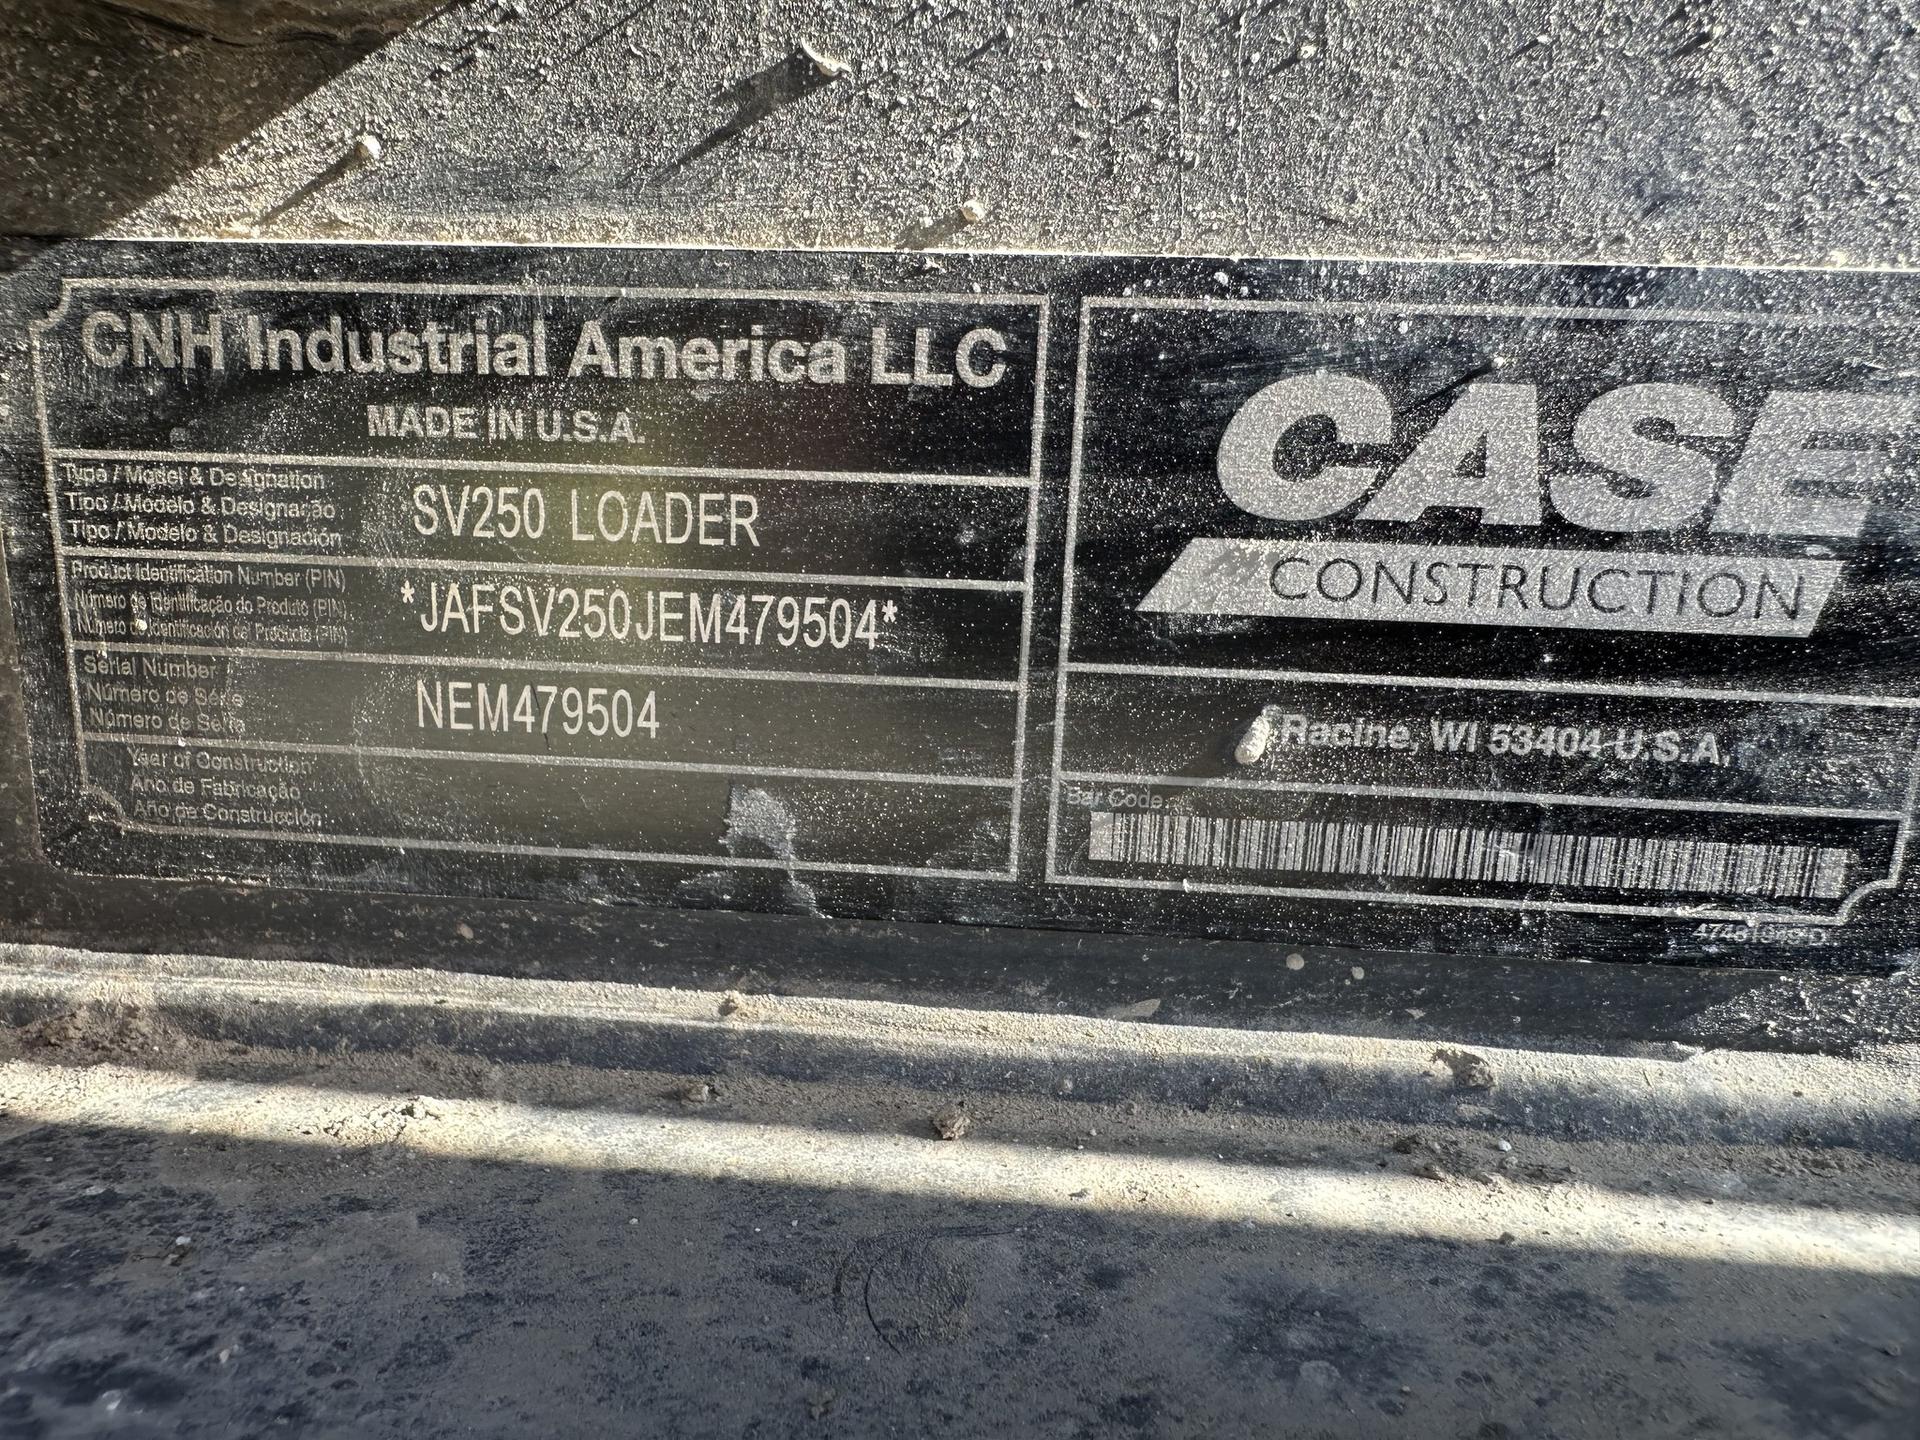 CNH Industrial America LLC
MADE IN U.S.A.
Type / Model & Designation
Tipo / Modelo & Designação
Tipo / Modelo & Designación
SV250 LOADER
Product Identification Number (PIN)
Número de Identificação do Produto (PIN)
Número de Identificación de Producto (PIN)
*JAFSV250JEM479504*
Serial Number
Número de Série
Número de Serie
NEM479504
Year of Construction
Ano de Fabricação
Año de Construcción
CASE
CONSTRUCTION
Racine, WI 53404 U.S.A.
Bar Code